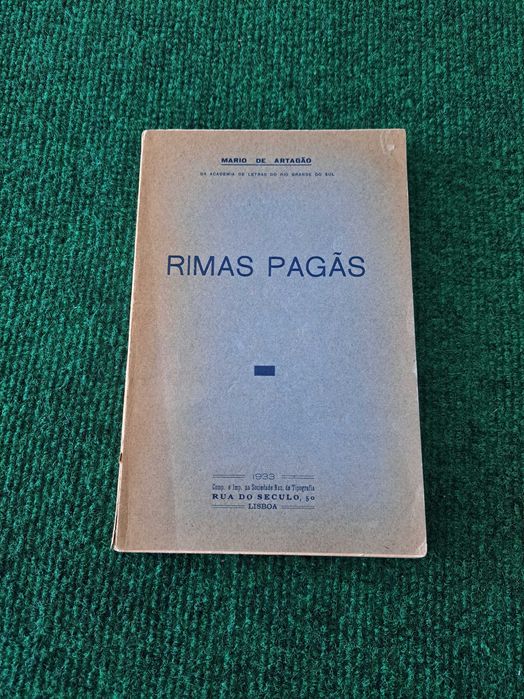 MARIO DE ARTAGÃO
DA ACADEMIA DE LETRAS DO RIO GRANDE DO SUL
RIMAS PAGÃS
1933
Comp. e Imp. na Sociedade Nac. de Tipografia
RUA DO SECULO, 59
LISBOA